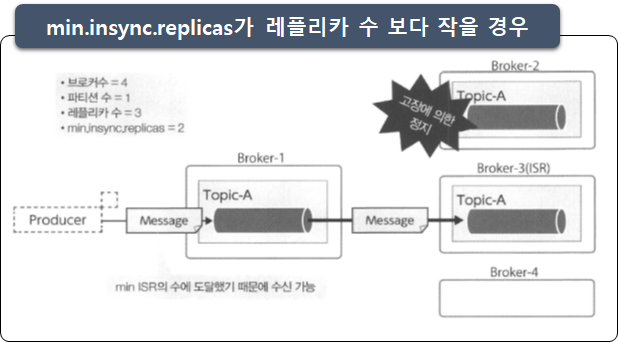 min.insync.replicas가 레플리카 수 보다 작을 경우
• 브로커수 = 4
• 파티션 수 = 1
• 레플리카 수 = 3
• min,insync,replicas = 2
Broker-2
Topic-A
고장에 의한
정지
Broker-1
Topic-A
Broker-3(ISR)
Topic-A
Producer
Message
Message
Broker-4
min ISR의 수에 도달했기 때문에 수신 가능